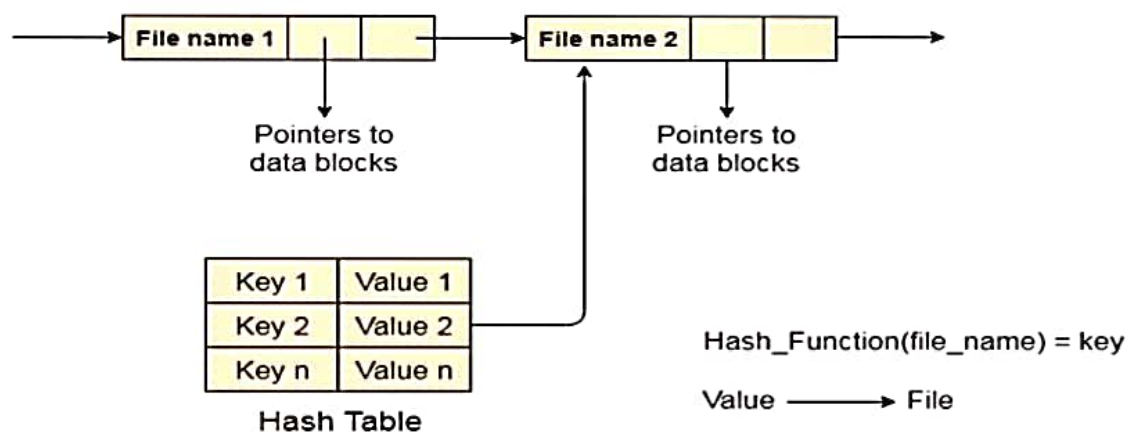 File name 1
File name 2
Pointers to
data blocks
Pointers to
data blocks
Key 1 Value 1
Key 2 Value 2
Key n Value n
Hash Table
Hash_Function(file_name) = key
Value File